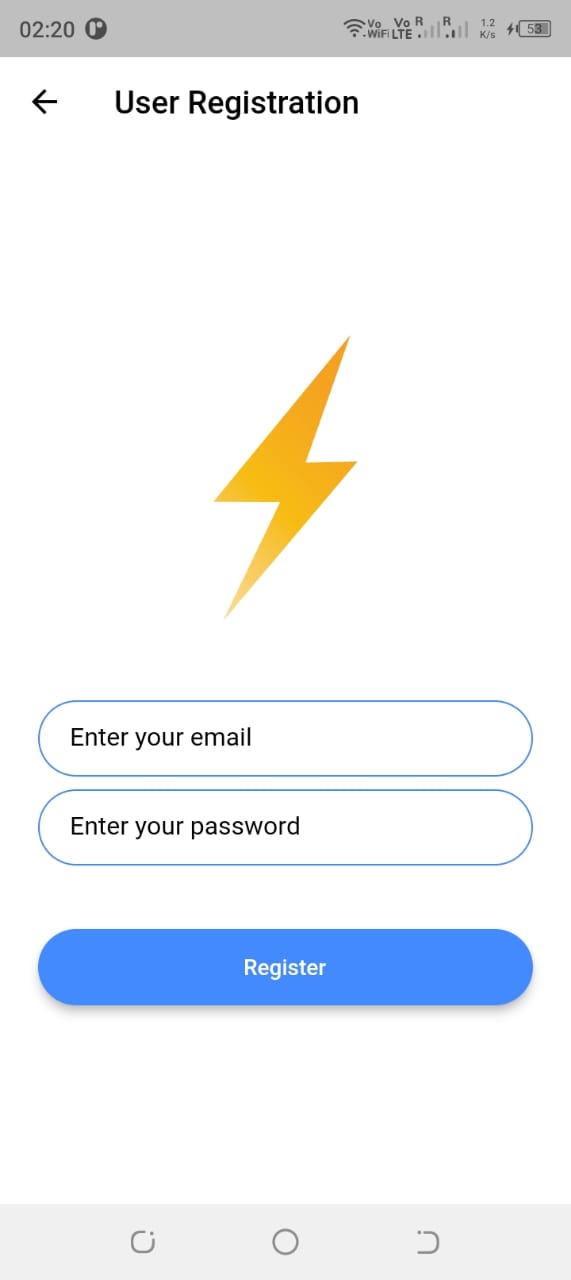 02:20
Vo WiFi Vo LTE R R 1.2 K/s 53
User Registration
Enter your email
Enter your password
Register